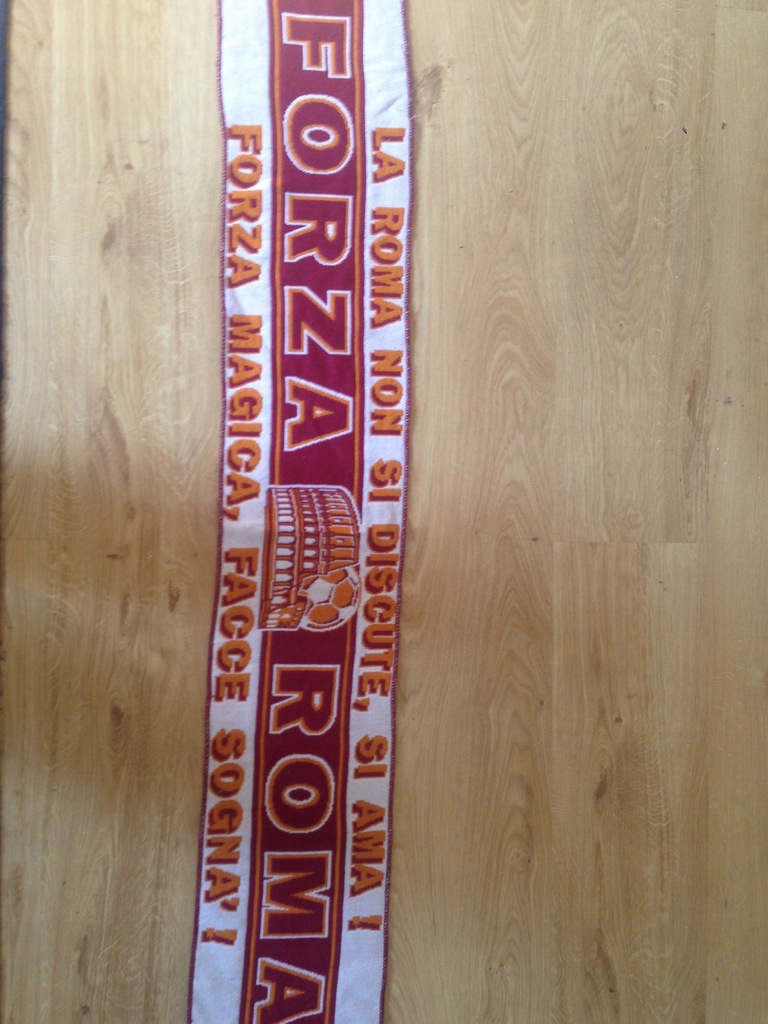 LA ROMA NON SI DISCUTE, SI AMA !
FORZA ROMA
FORZA MAGICA, FACCE SOGNA' !